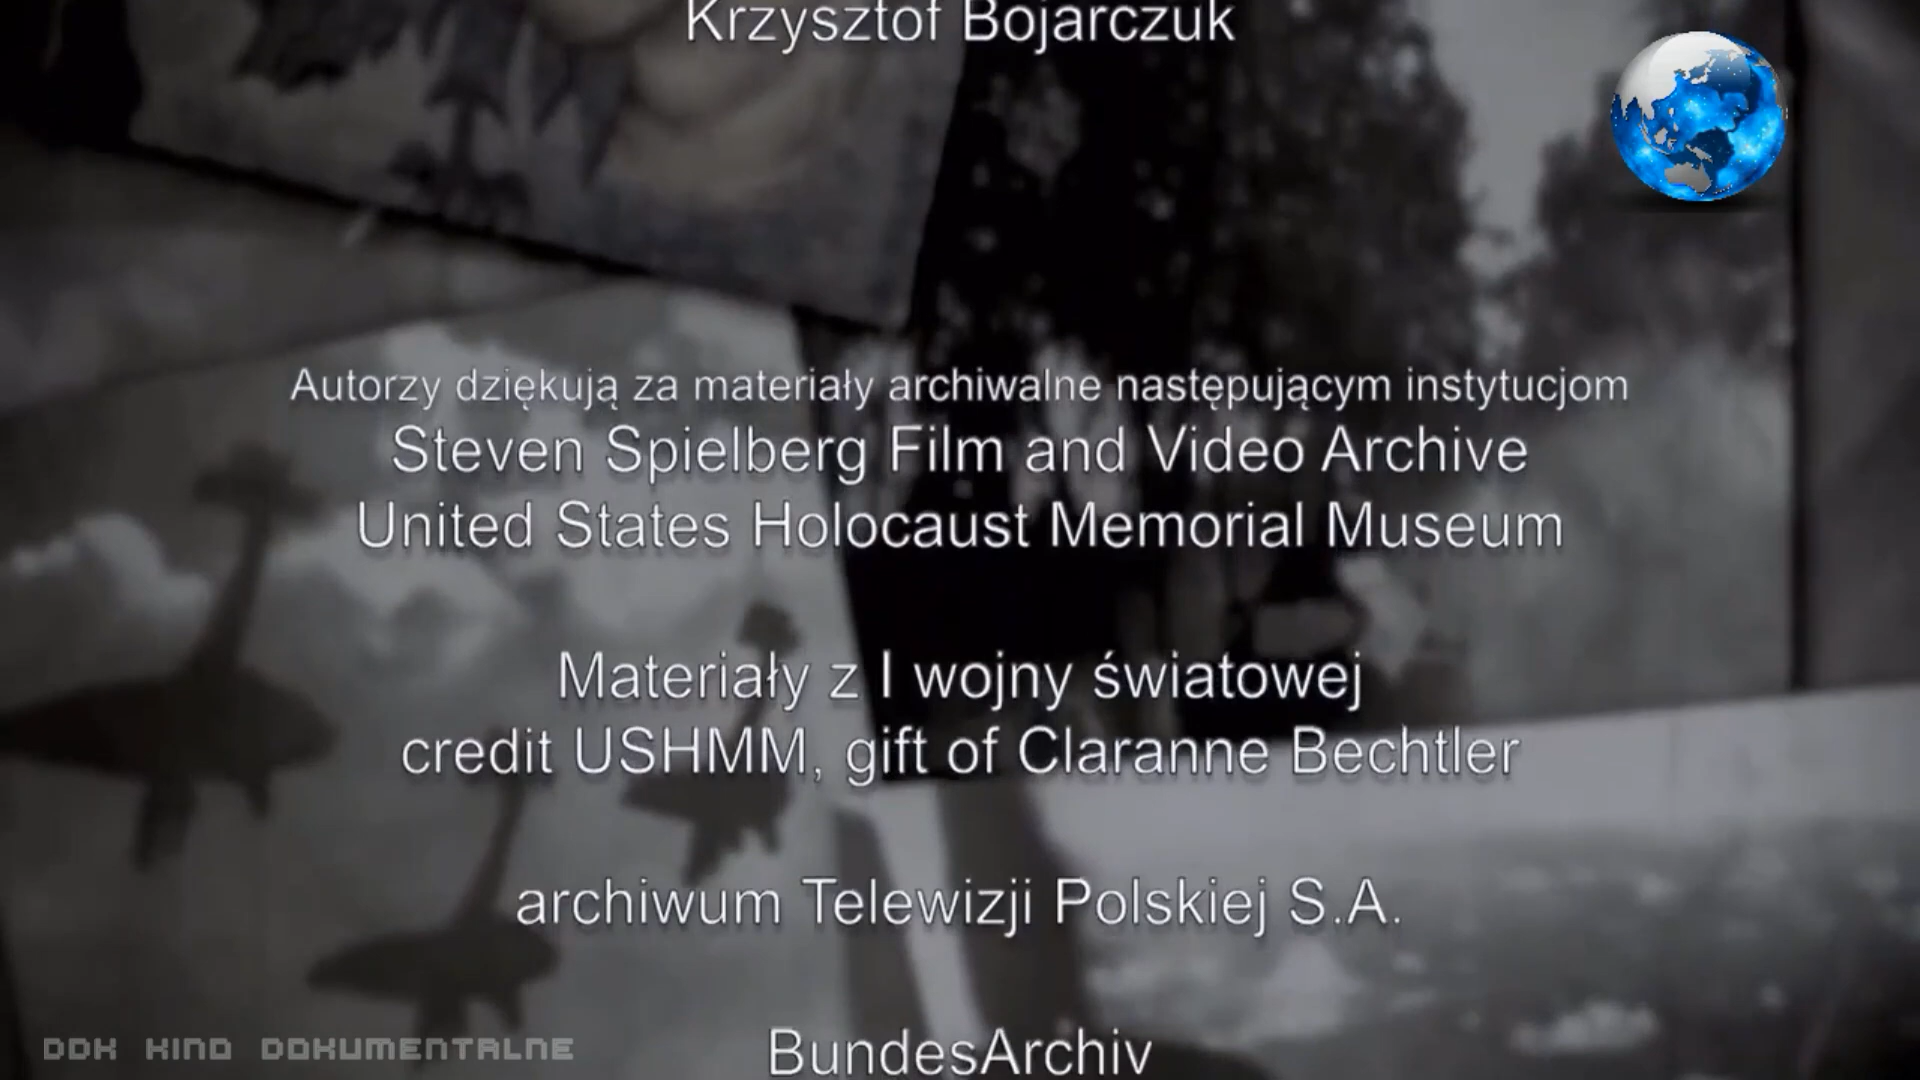 Krzysztof Bojarczuk
Autorzy dziękują za materiały archiwalne następującym instytucjom
Steven Spielberg Film and Video Archive
United States Holocaust Memorial Museum
Materiały z I wojny światowej
credit USHMM, gift of Claranne Bechtler
archiwum Telewizji Polskiej S.A.
BundesArchiv
DDK KINO DOKUMENTALNE